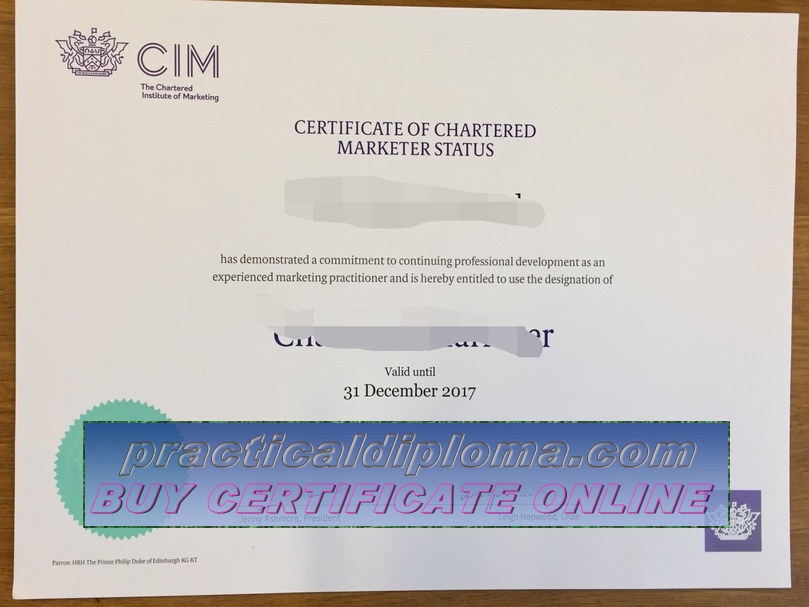 CIM
The Chartered
Institute of Marketing
CERTIFICATE OF CHARTERED
MARKETER STATUS
has demonstrated a commitment to continuing professional development as an
experienced marketing practitioner and is hereby entitled to use the designation of
Valid until
31 December 2017
practicaldiploma.com
BUY CERTIFICATE ONLINE
Jenny Ashmore, President
Leigh Hopwood, Chair
Patron: HRH The Prince Philip Duke of Edinburgh KG KT